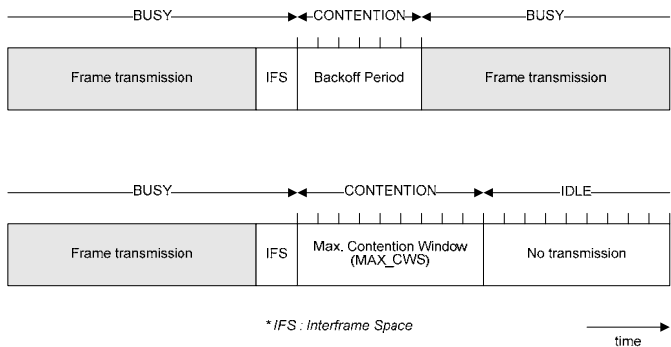 BUSY CONTENTION BUSY
Frame transmission IFS Backoff Period Frame transmission
BUSY CONTENTION IDLE
Frame transmission IFS Max. Contention Window
(MAX_CWS) No transmission
* IFS : Interframe Space
time